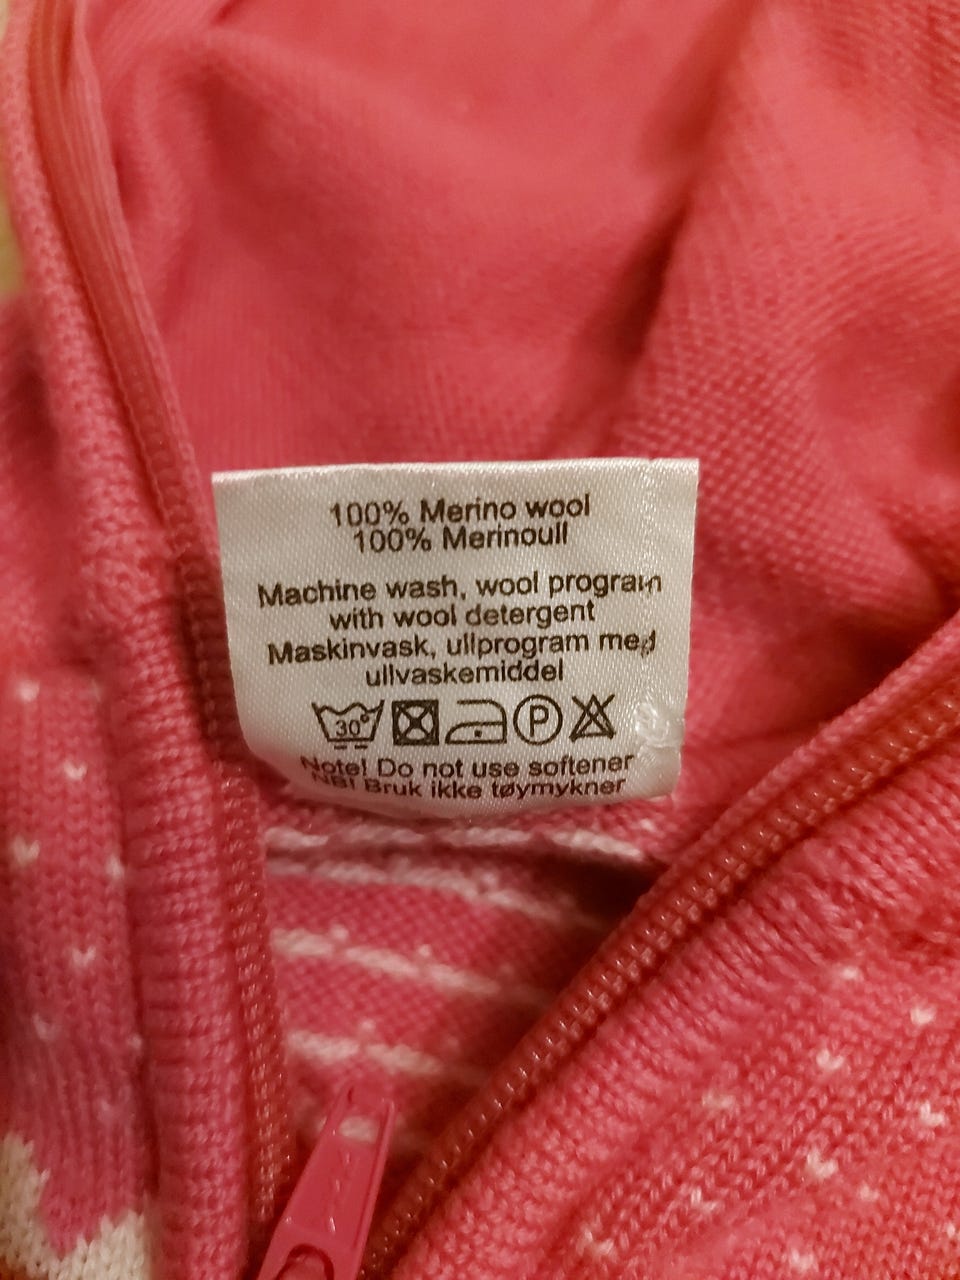 100% Merino wool
100% Merinoull
Machine wash, wool program
with wool detergent
Maskinvask, ullprogram med
ullvaskemiddel
30° P
Note! Do not use softener
NB! Bruk ikke tøymykner